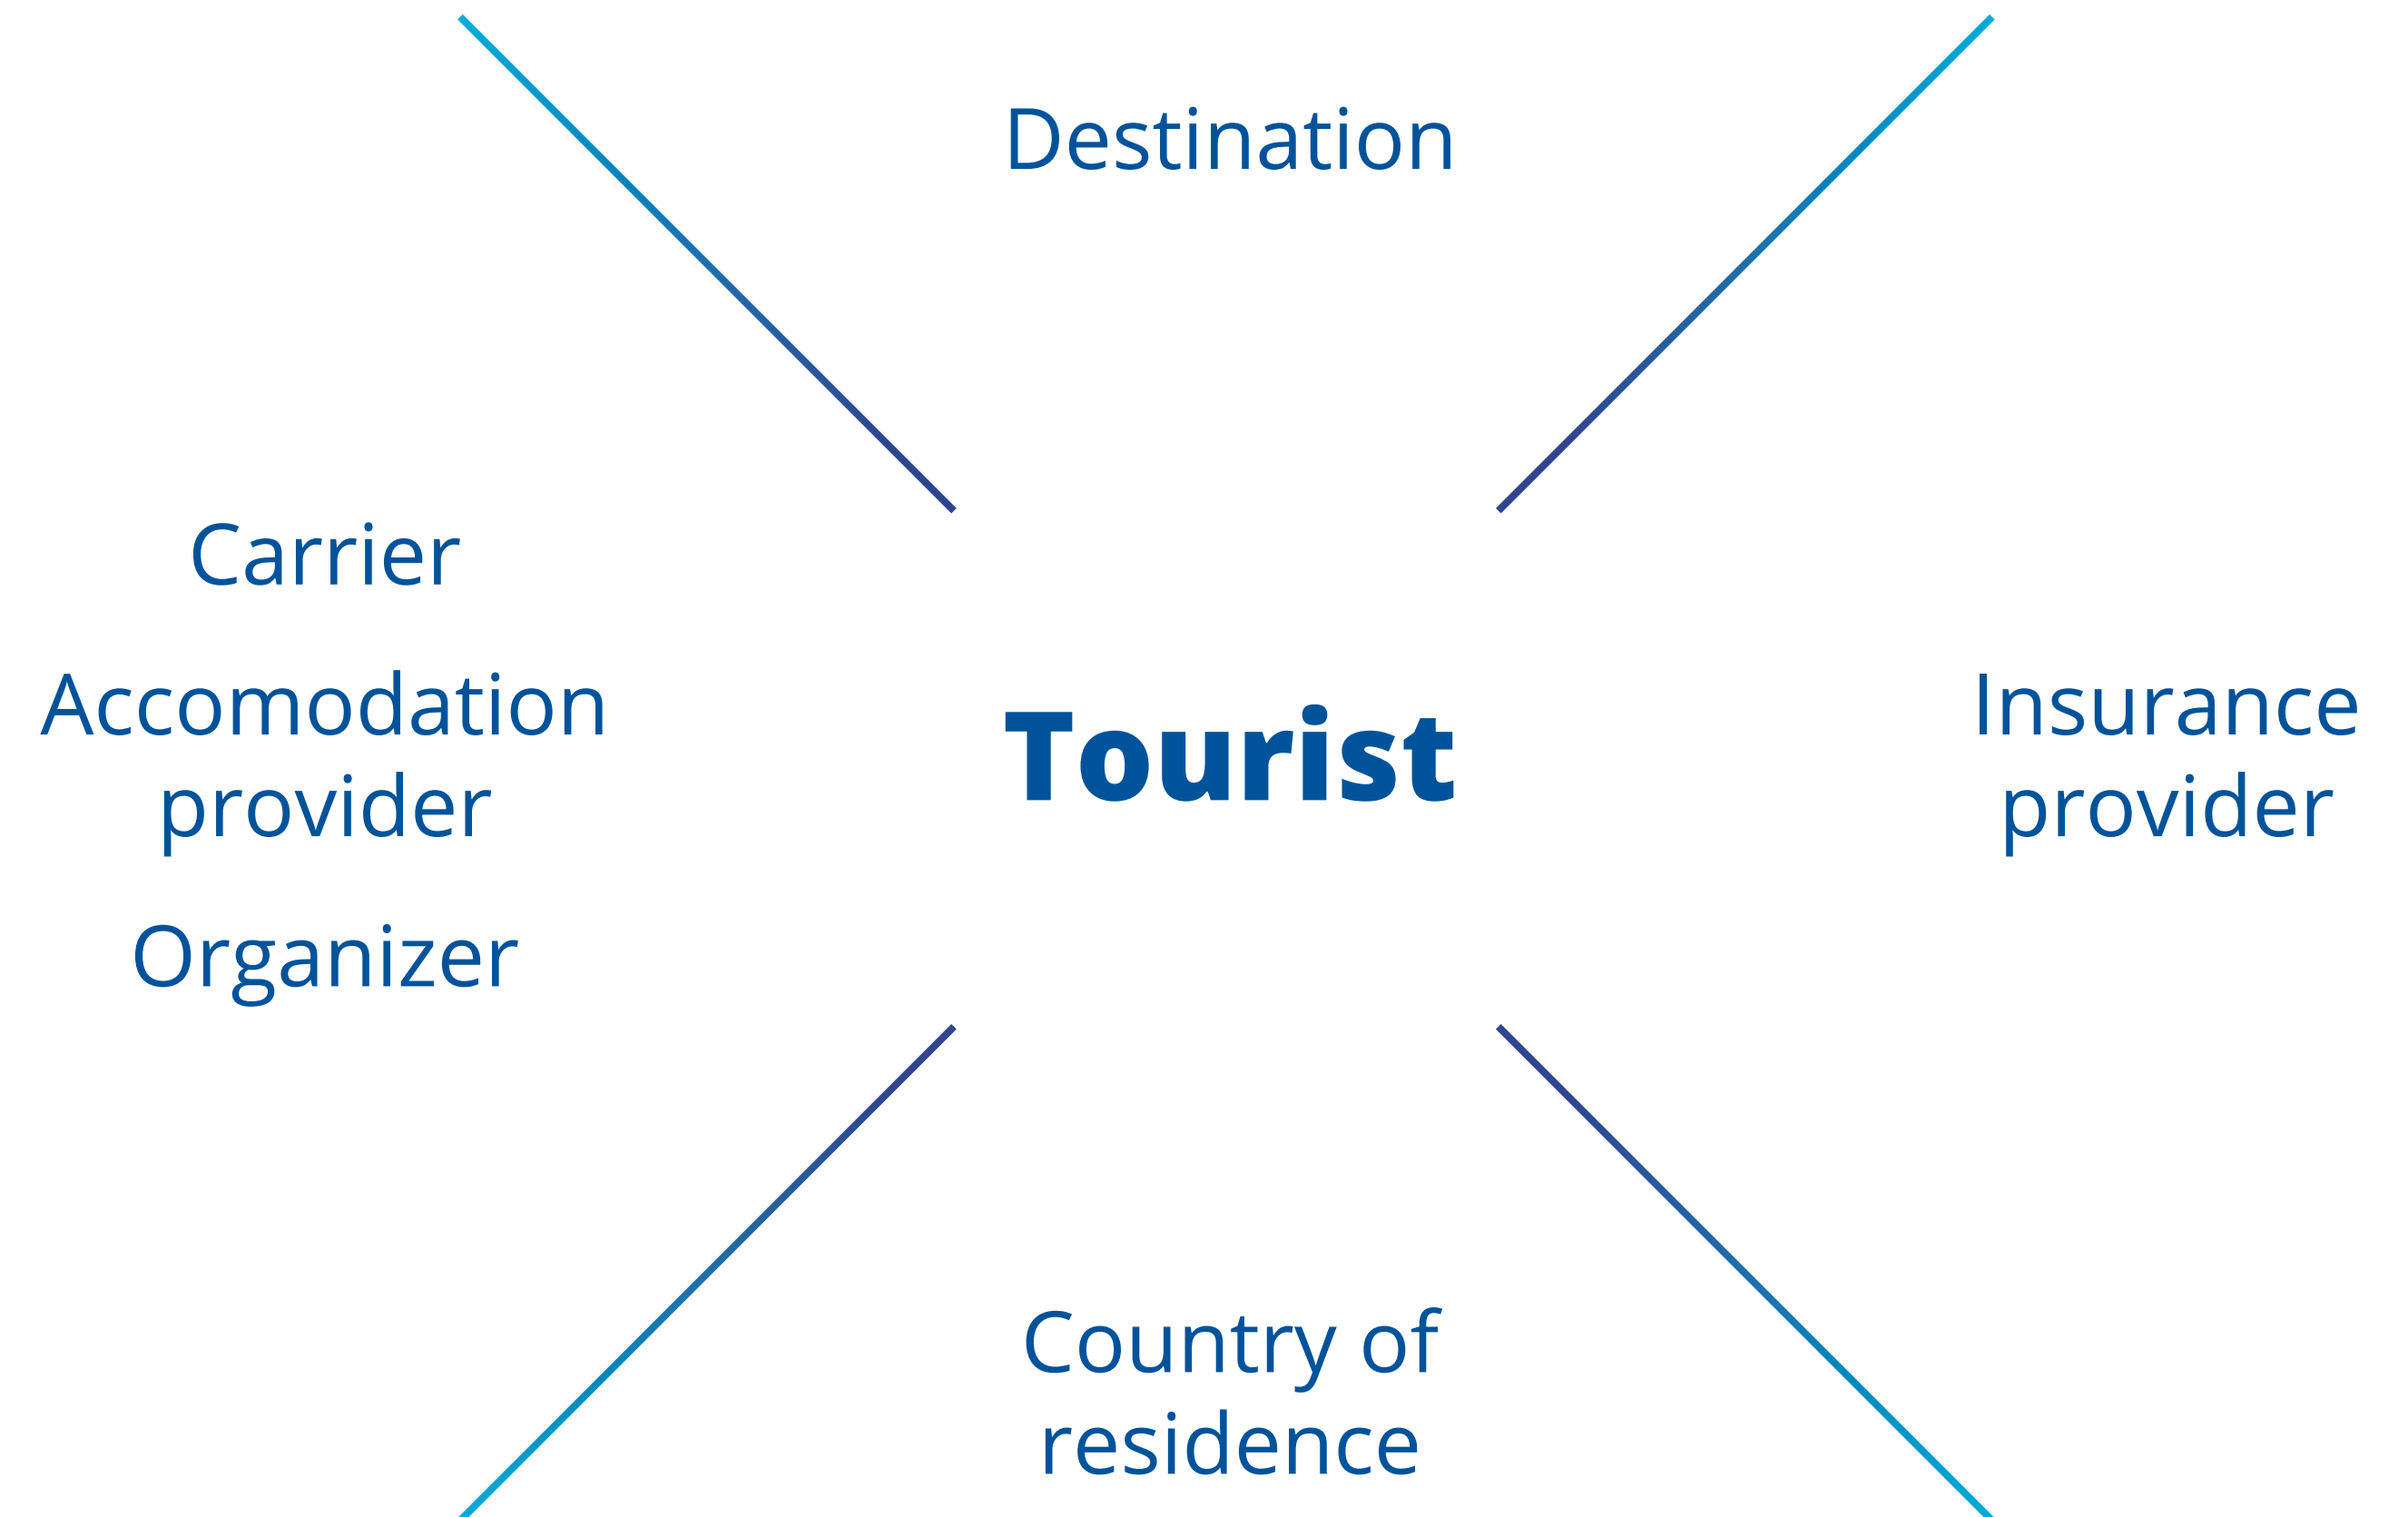 Destination
Carrier
Accomodation
provider
Organizer
Tourist
Insurance
provider
Country of
residence